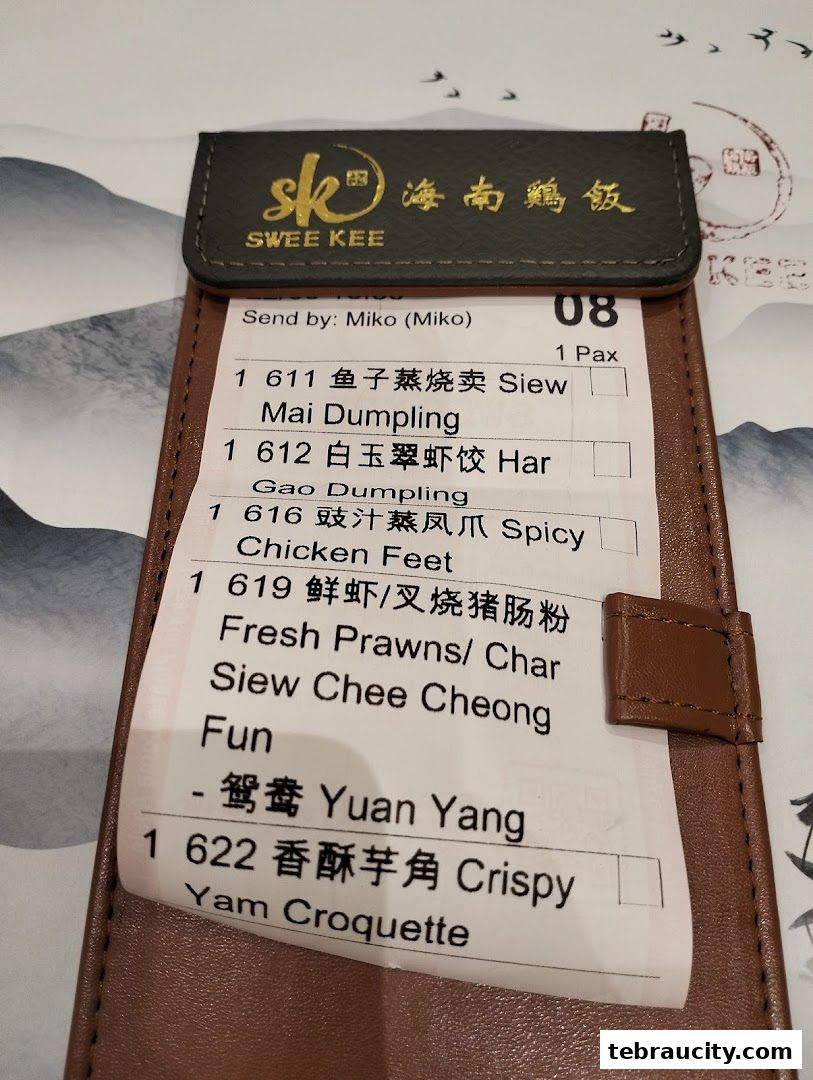 sk
SWEE KEE
海南鷄飯
KEE
08
Send by: Miko (Miko)
1 Pax
1 611 鱼子蒸烧卖 Siew
Mai Dumpling
1 612 白玉翠虾饺 Har
Gao Dumpling
1 616 豉汁蒸凤爪 Spicy
Chicken Feet
1 619 鲜虾/叉烧猪肠粉
Fresh Prawns/ Char
Siew Chee Cheong
Fun
- 鸳鸯 Yuan Yang
1 622 香酥芋角 Crispy
Yam Croquette
tebraucity.com